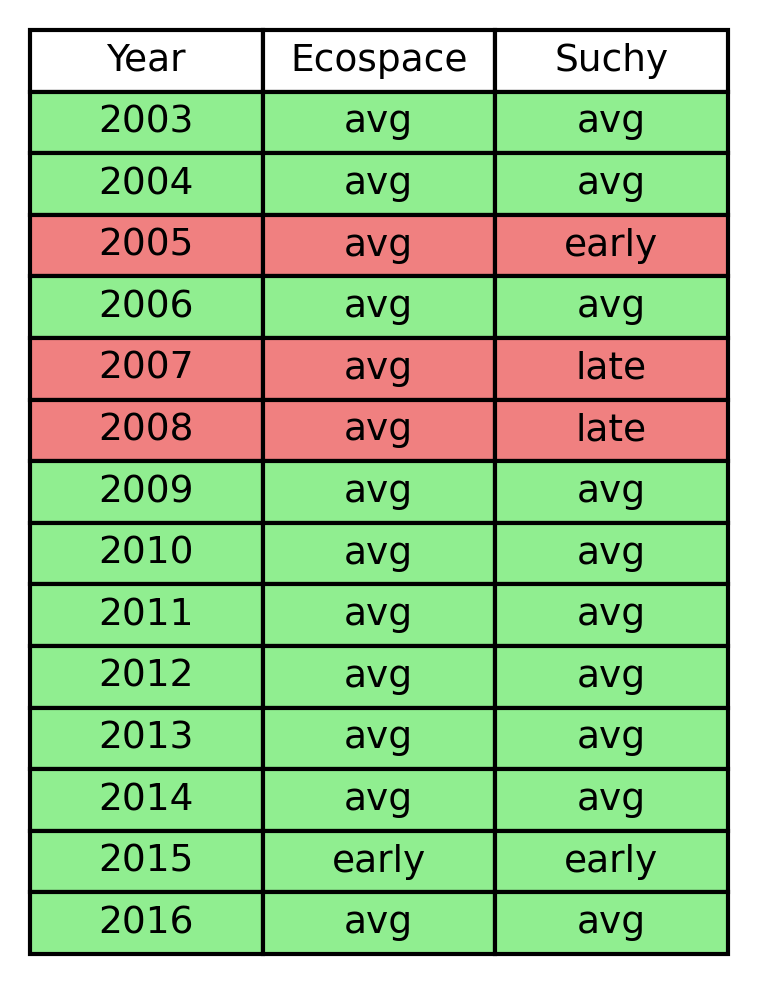 Year Ecospace Suchy
2003 avg avg
2004 avg avg
2005 avg early
2006 avg avg
2007 avg late
2008 avg late
2009 avg avg
2010 avg avg
2011 avg avg
2012 avg avg
2013 avg avg
2014 avg avg
2015 early early
2016 avg avg